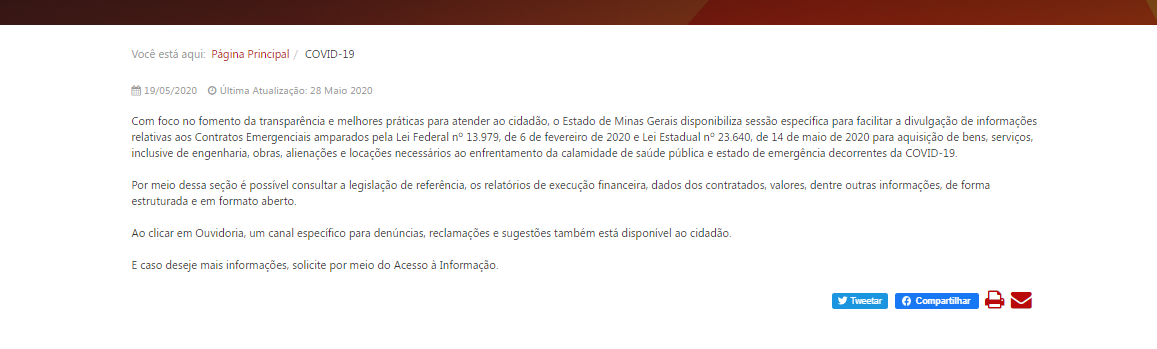 Você está aqui: Página Principal / COVID-19
19/05/2020 Última Atualização: 28 Maio 2020
Com foco no fomento da transparência e melhores práticas para atender ao cidadão, o Estado de Minas Gerais disponibiliza sessão específica para facilitar a divulgação de informações
relativas aos Contratos Emergenciais amparados pela Lei Federal nº 13.979, de 6 de fevereiro de 2020 e Lei Estadual nº 23.640, de 14 de maio de 2020 para aquisição de bens, serviços,
inclusive de engenharia, obras, alienações e locações necessários ao enfrentamento da calamidade de saúde pública e estado de emergência decorrentes da COVID-19.
Por meio dessa seção é possível consultar a legislação de referência, os relatórios de execução financeira, dados dos contratados, valores, dentre outras informações, de forma
estruturada e em formato aberto.
Ao clicar em Ouvidoria, um canal específico para denúncias, reclamações e sugestões também está disponível ao cidadão.
E caso deseje mais informações, solicite por meio do Acesso à Informação.
Tweetar Compartilhar